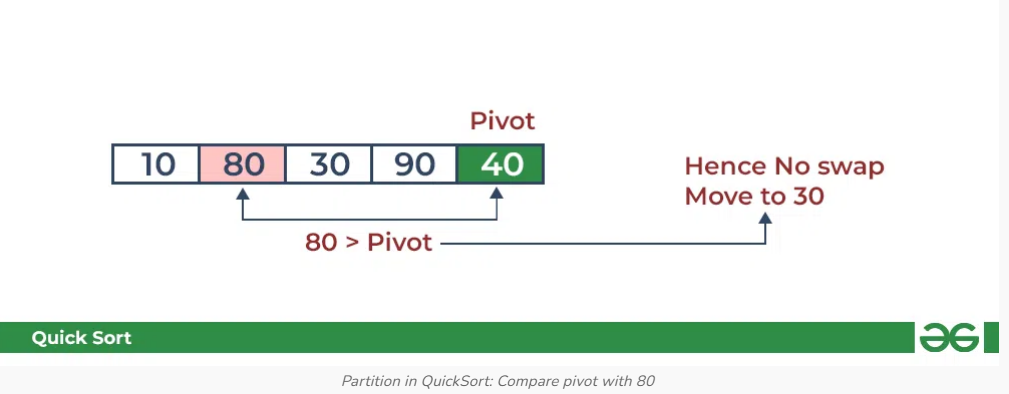 Pivot
10 80 30 90 40
Hence No swap
Move to 30
80 > Pivot
Quick Sort
Partition in QuickSort: Compare pivot with 80